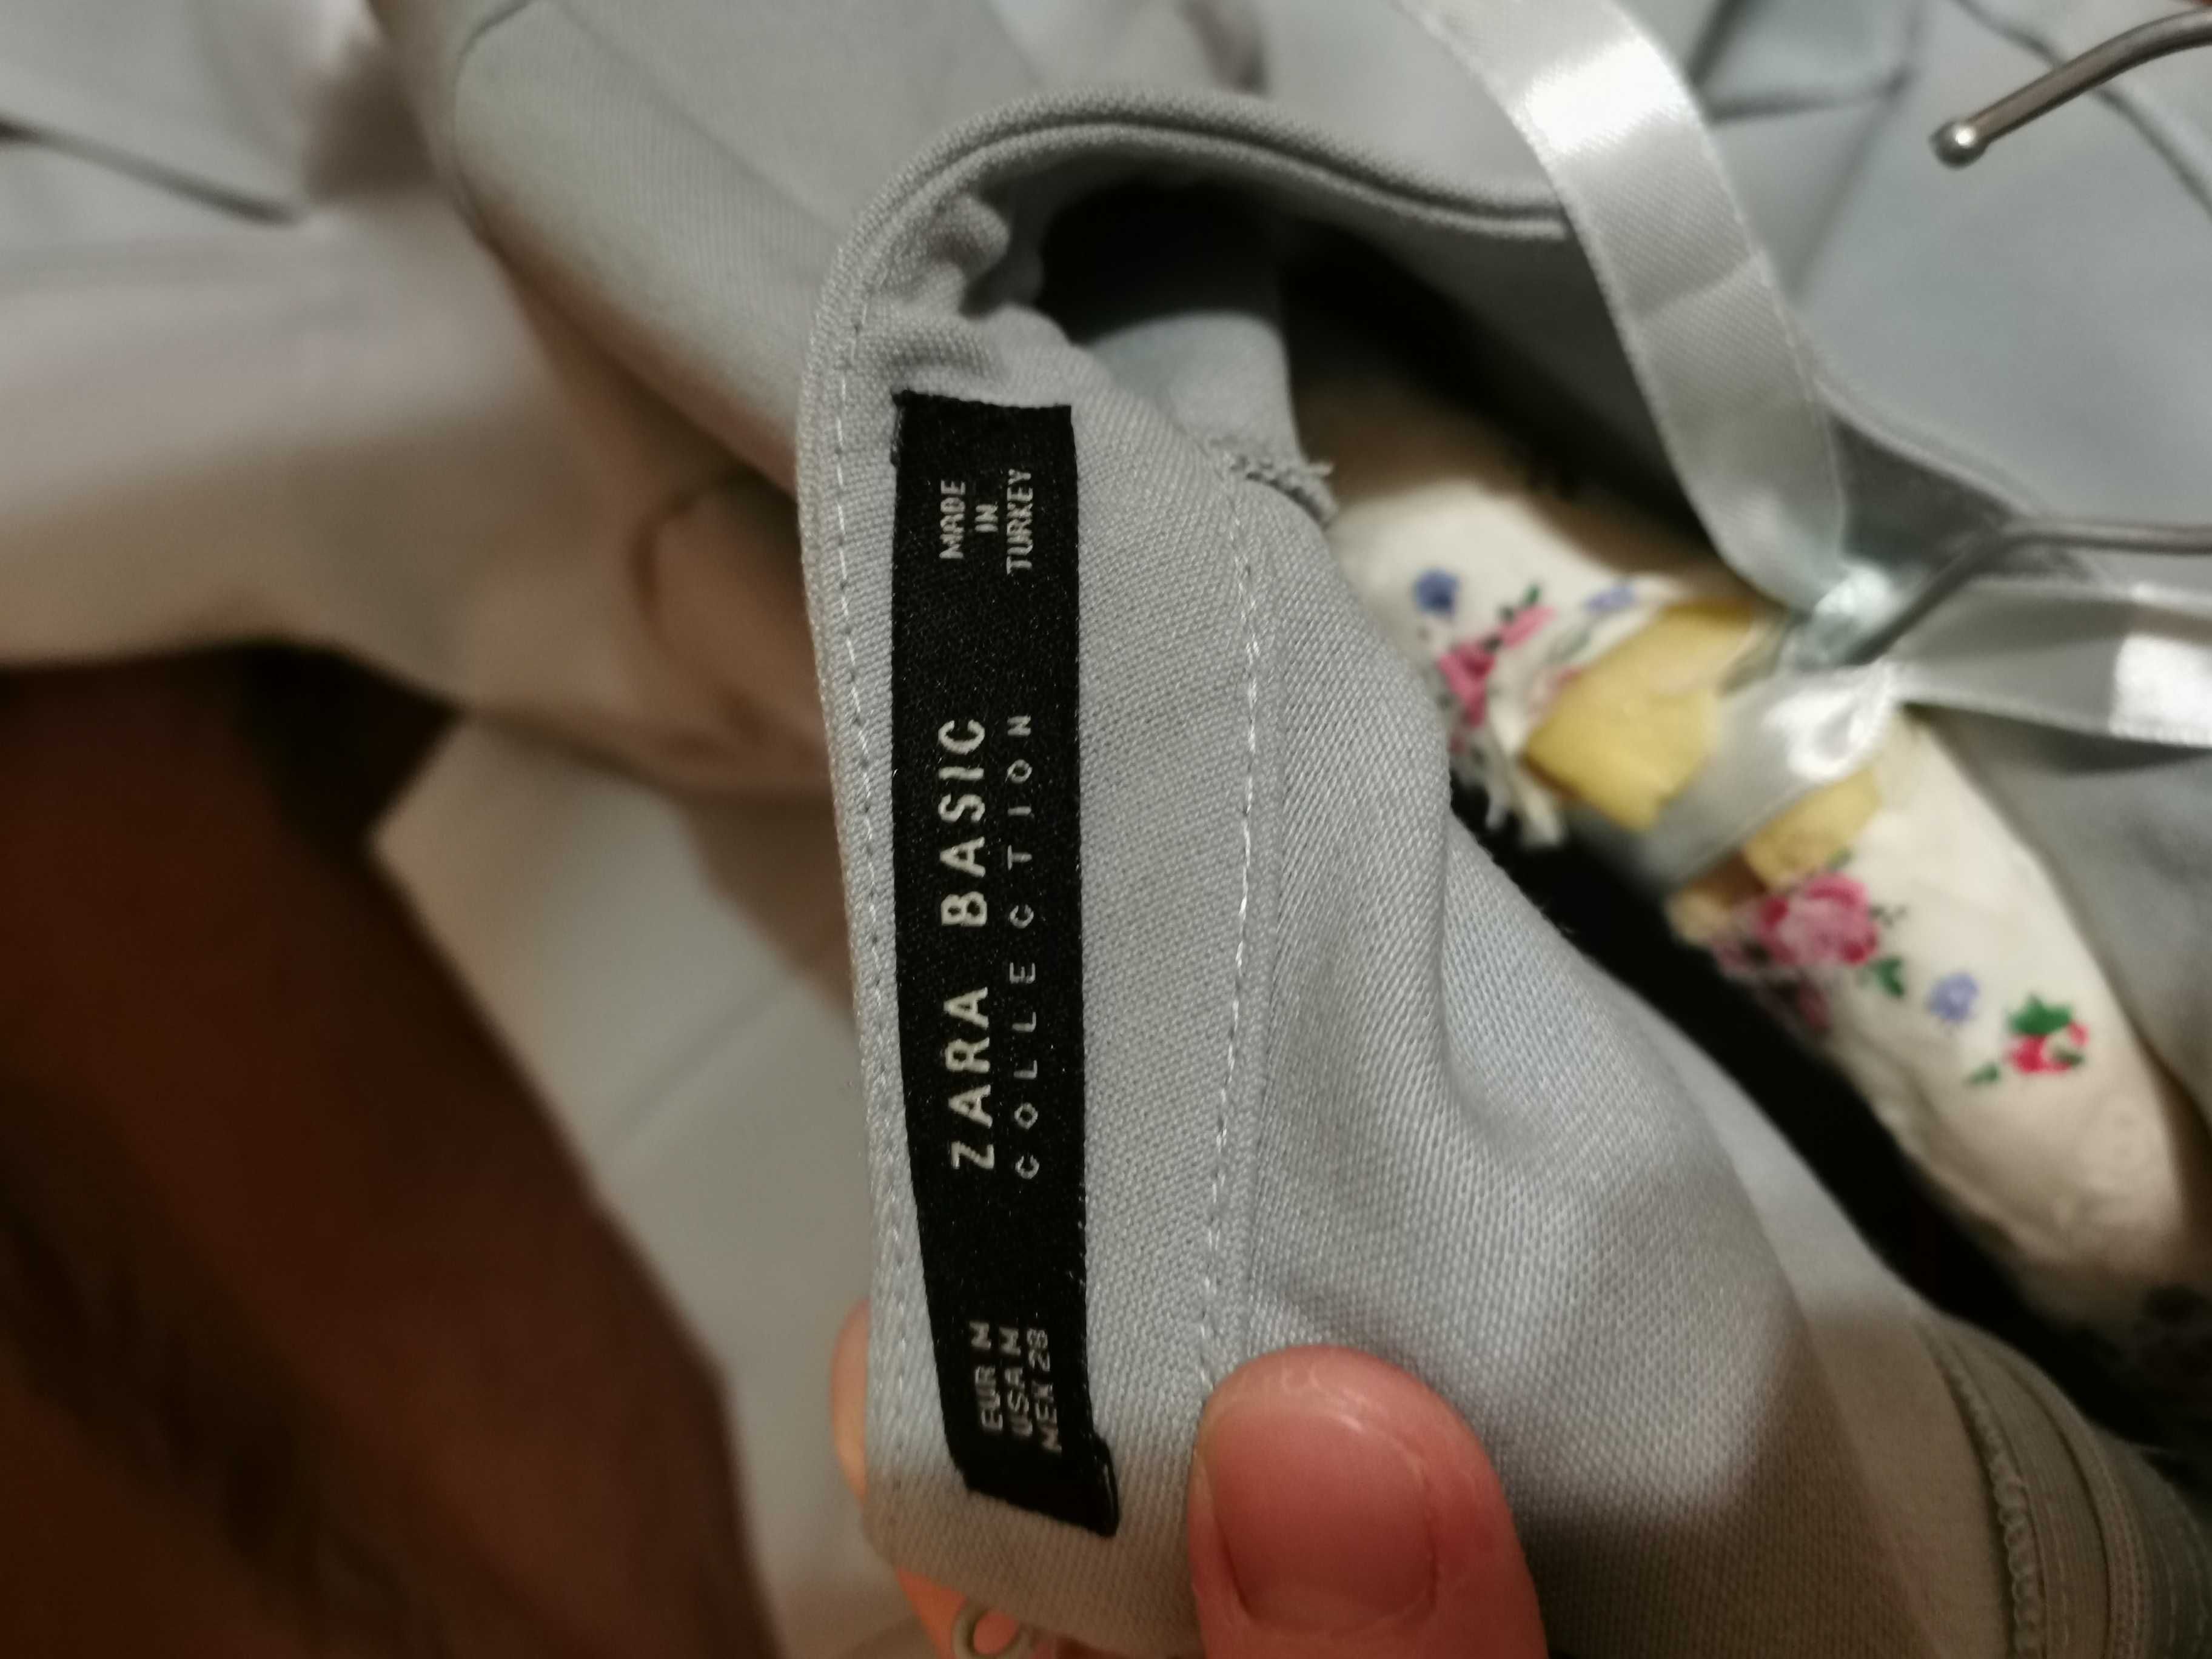 EUR M
USA M
MEX 28
ZARA BASIC
COLLECTION
MADE
IN
TURKEY